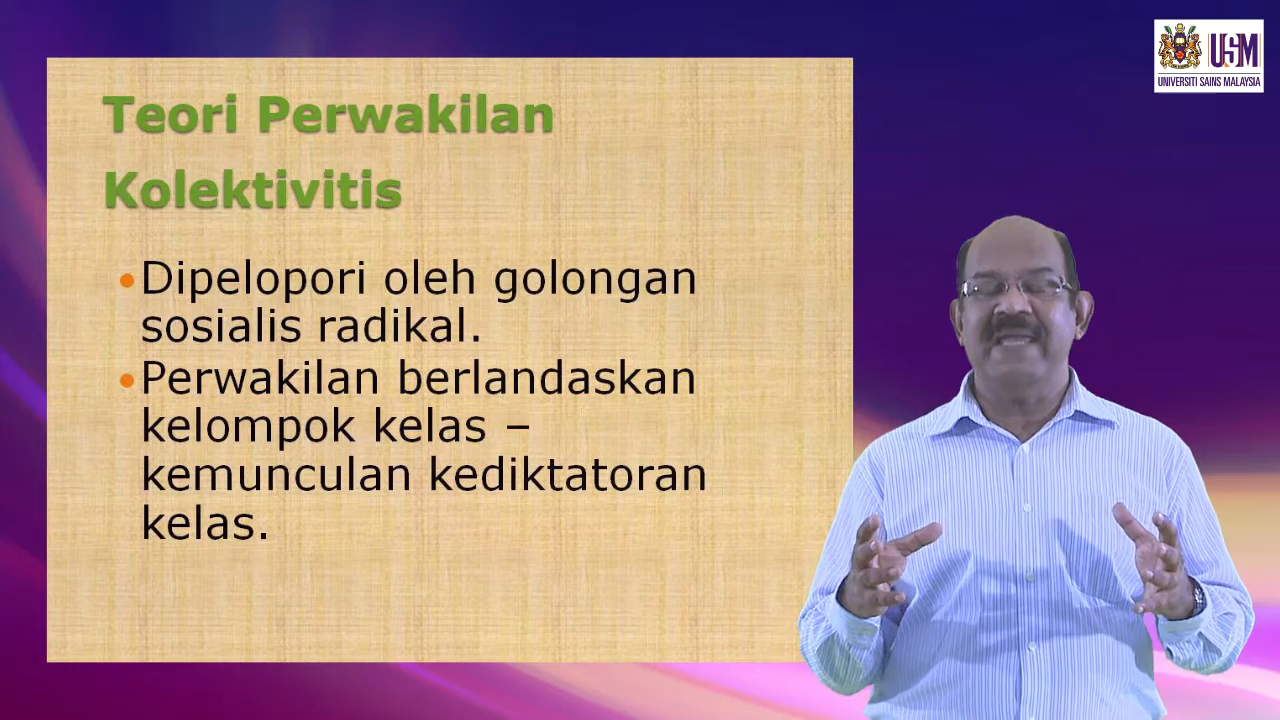 USM
UNIVERSITI SAINS MALAYSIA
Teori Perwakilan
Kolektivitis
•Dipelopori oleh golongan
sosialis radikal.
•Perwakilan berlandaskan
kelompok kelas –
kemunculan kediktatoran
kelas.